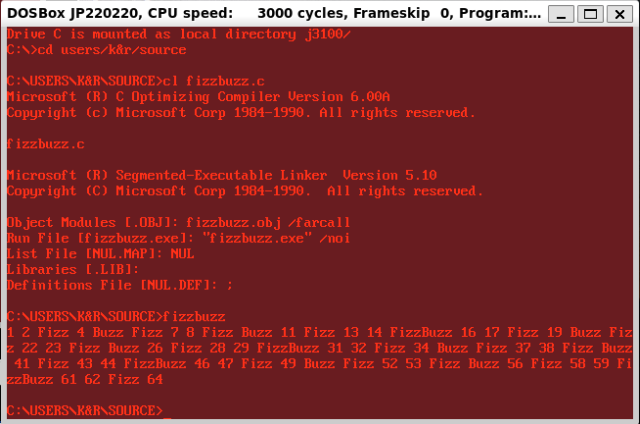 DOSBox JP220220, CPU speed: 3000 cycles, Frameskip 0, Program:...
Drive C is mounted as local directory j3100/
C:\>cd users/k&r/source
C:\USERS\K&R\SOURCE>cl fizzbuzz.c
Microsoft (R) C Optimizing Compiler Version 6.00A
Copyright (c) Microsoft Corp 1984-1990. All rights reserved.
fizzbuzz.c
Microsoft (R) Segmented-Executable Linker  Version 5.10
Copyright (C) Microsoft Corp 1984-1990.  All rights reserved.
Object Modules [.OBJ]: fizzbuzz.obj /farcall
Run File [fizzbuzz.exe]: "fizzbuzz.exe" /noi
List File [NUL.MAP]: NUL
Libraries [.LIB]:
Definitions File [NUL.DEF]: ;
C:\USERS\K&R\SOURCE>fizzbuzz
1 2 Fizz 4 Buzz Fizz 7 8 Fizz Buzz 11 Fizz 13 14 FizzBuzz 16 17 Fizz 19 Buzz Fiz
z 22 23 Fizz Buzz 26 Fizz 28 29 FizzBuzz 31 32 Fizz 34 Buzz Fizz 37 38 Fizz Buzz
 41 Fizz 43 44 FizzBuzz 46 47 Fizz 49 Buzz Fizz 52 53 Fizz Buzz 56 Fizz 58 59 Fi
zzBuzz 61 62 Fizz 64
C:\USERS\K&R\SOURCE>_